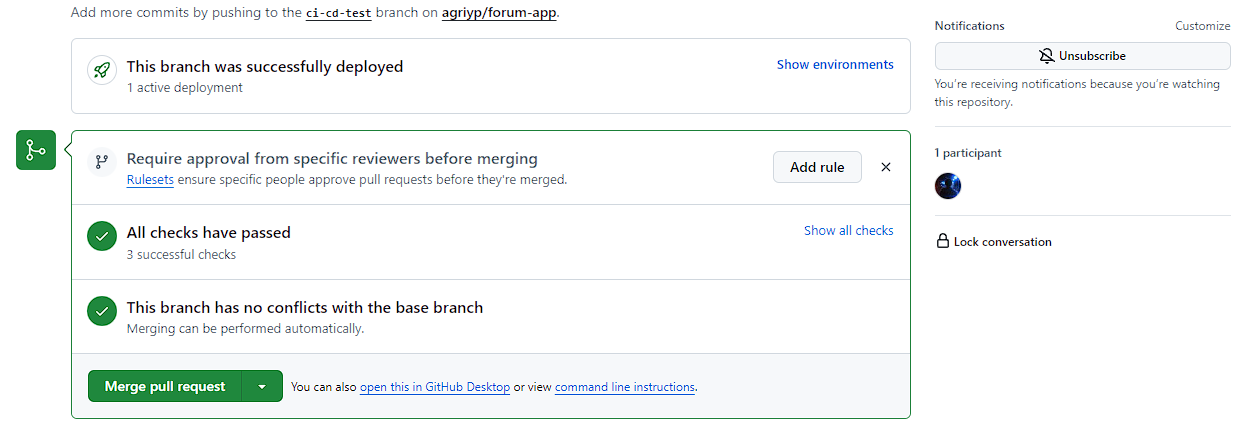 Add more commits by pushing to the ci-cd-test branch on agriyp/forum-app.
This branch was successfully deployed
1 active deployment
Show environments
Require approval from specific reviewers before merging
Rulesets ensure specific people approve pull requests before they're merged.
Add rule
All checks have passed
3 successful checks
Show all checks
This branch has no conflicts with the base branch
Merging can be performed automatically.
Merge pull request
You can also open this in GitHub Desktop or view command line instructions.
Notifications
Customize
Unsubscribe
You're receiving notifications because you're watching
this repository.
1 participant
Lock conversation